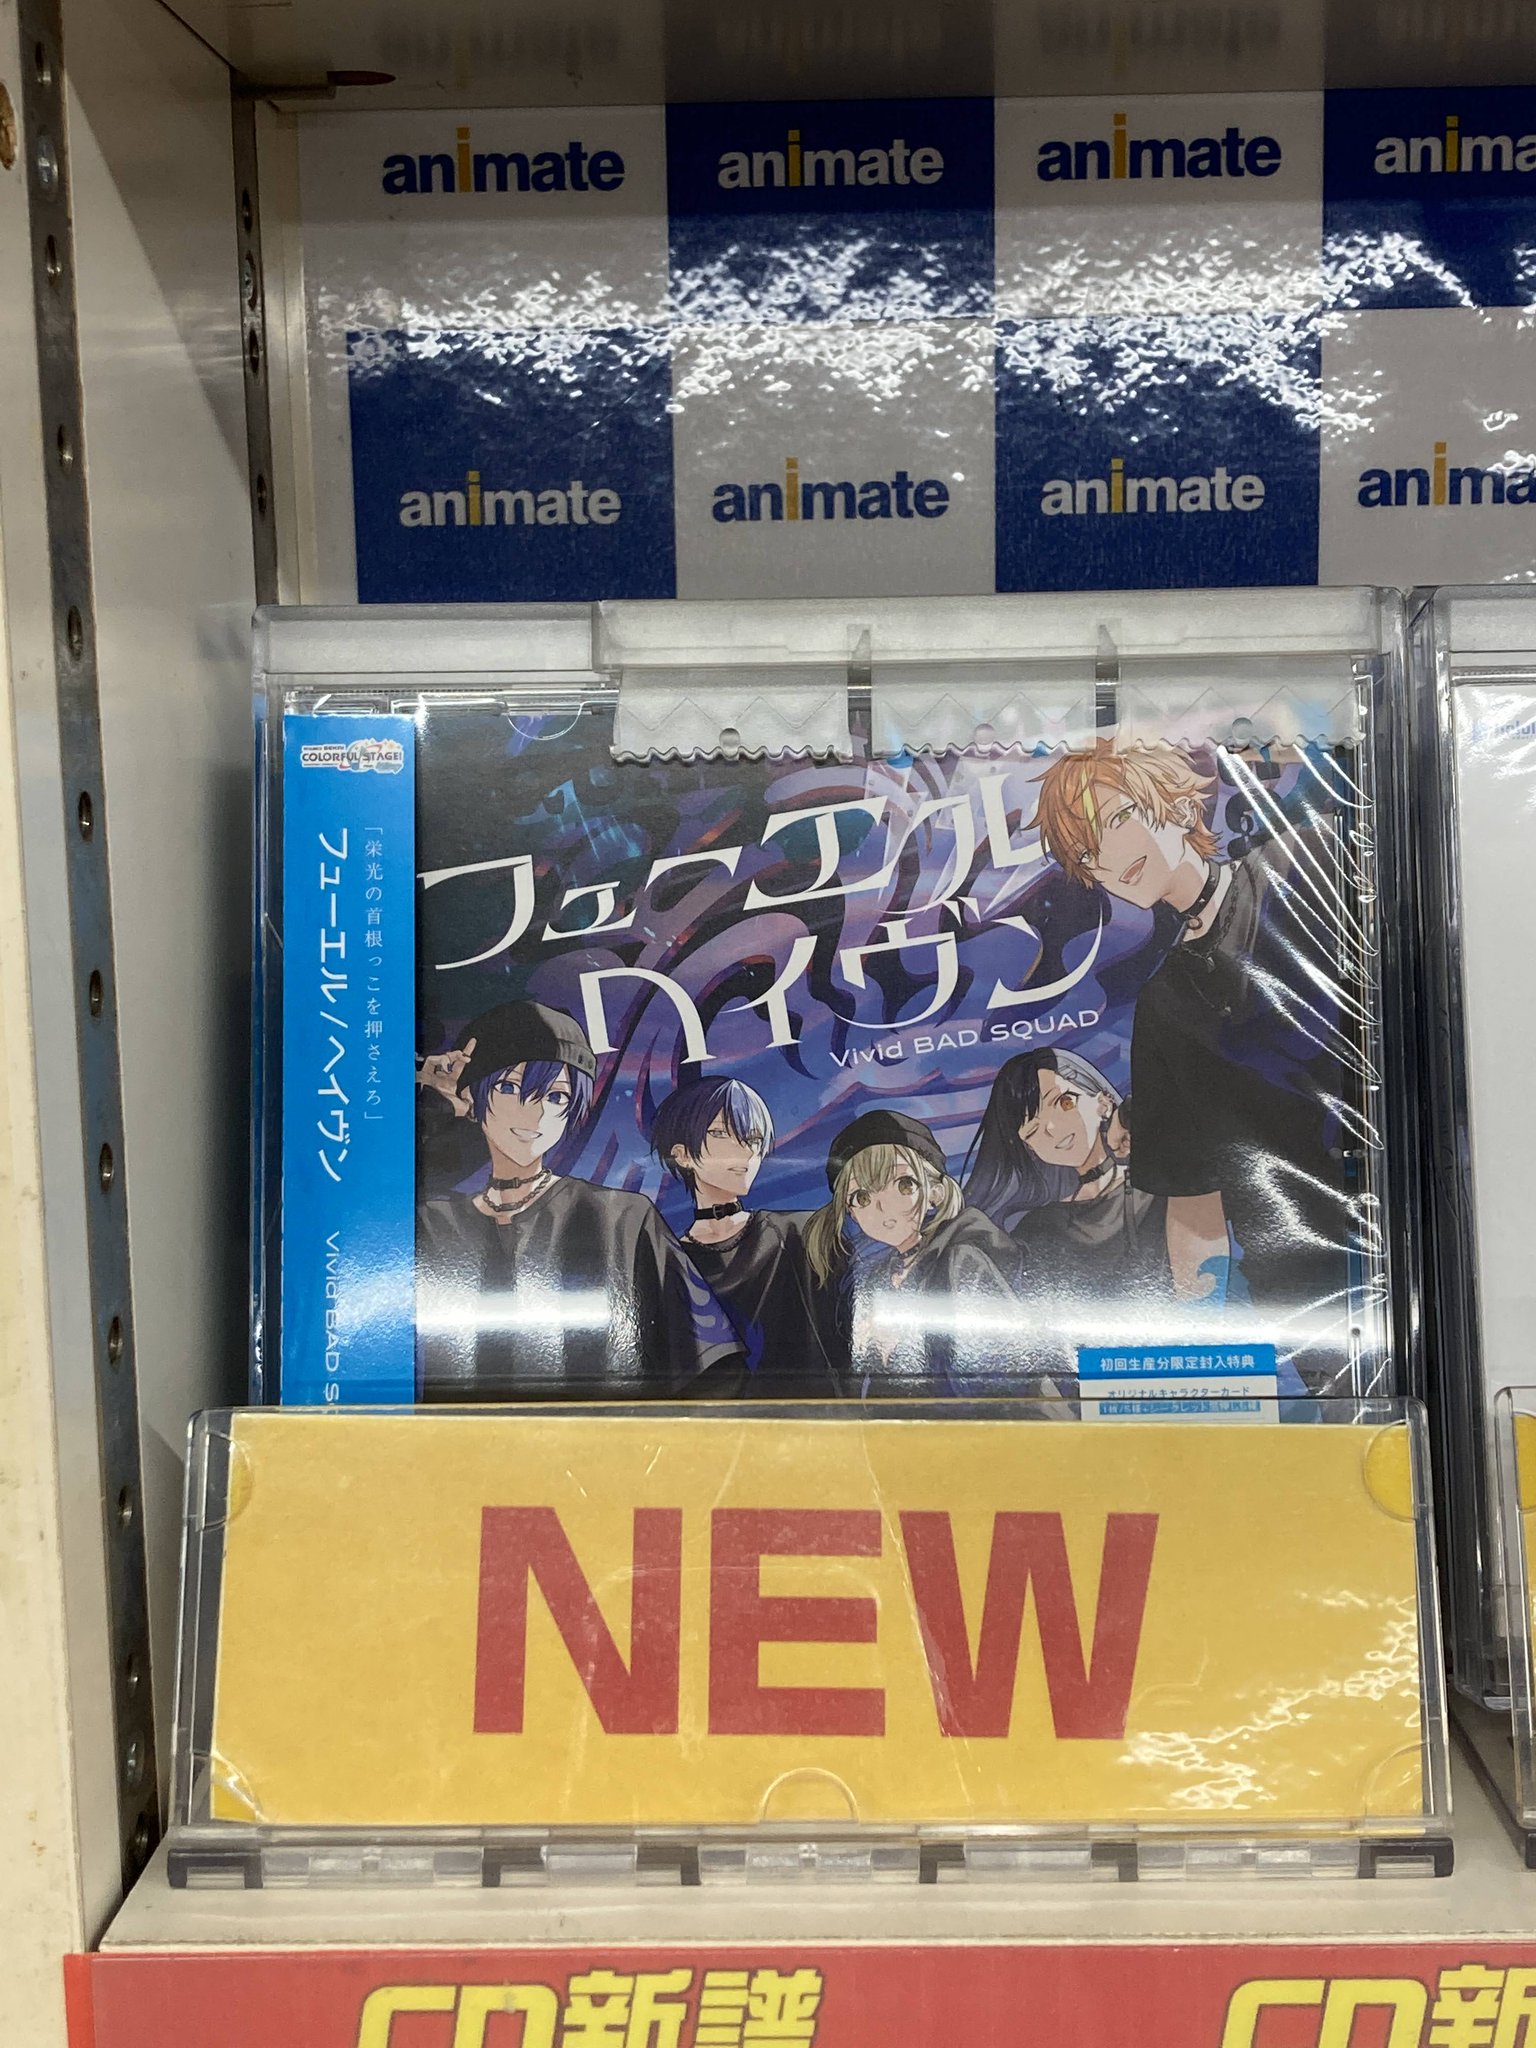 animate
animate
animate
anima
animate
animate
animate
anima
COLORFUL STAGE!
「栄光の首根っこを押さえろ」
フューエル/ヘイヴン Vivid BAD S
フューエル
ヘイヴン
Vivid BAD SQUAD
初回生産分限定封入特典
オリジナルキャラクターカード
NEW
CD新譜
CD新